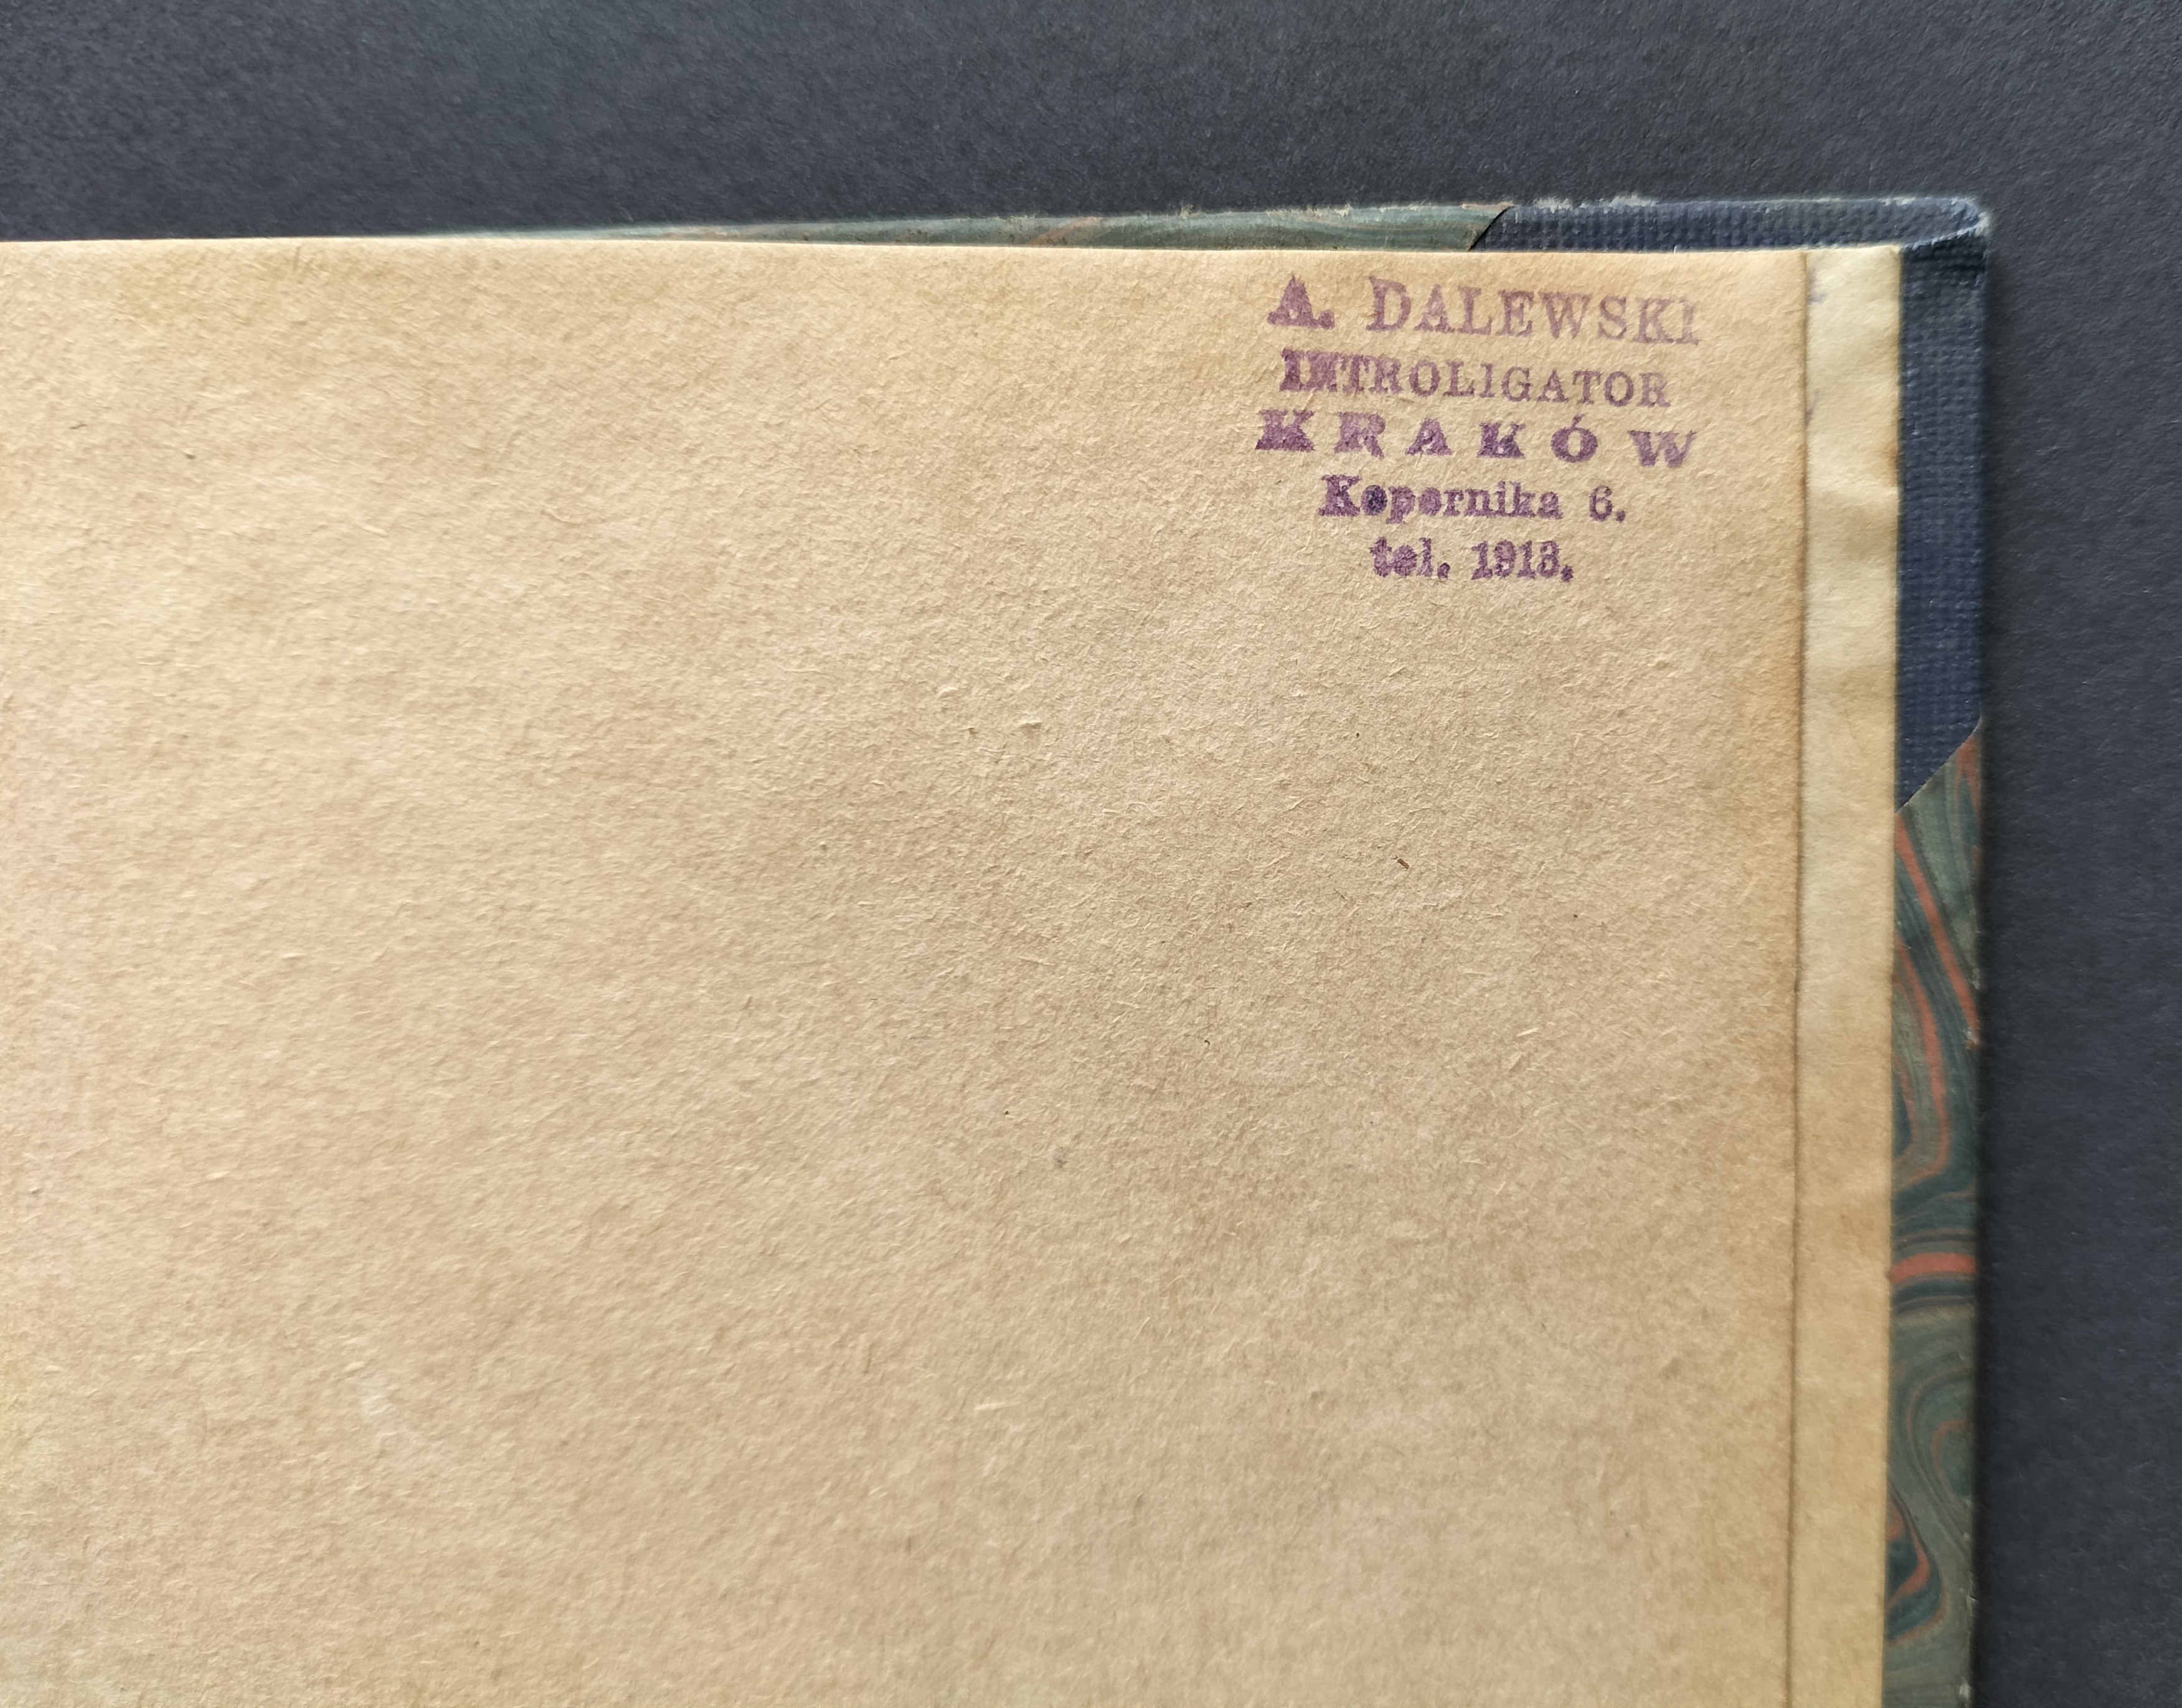 A. DALEWSKI
INTROLIGATOR
KRAKÓW
Kopernika 6.
tel. 1913.